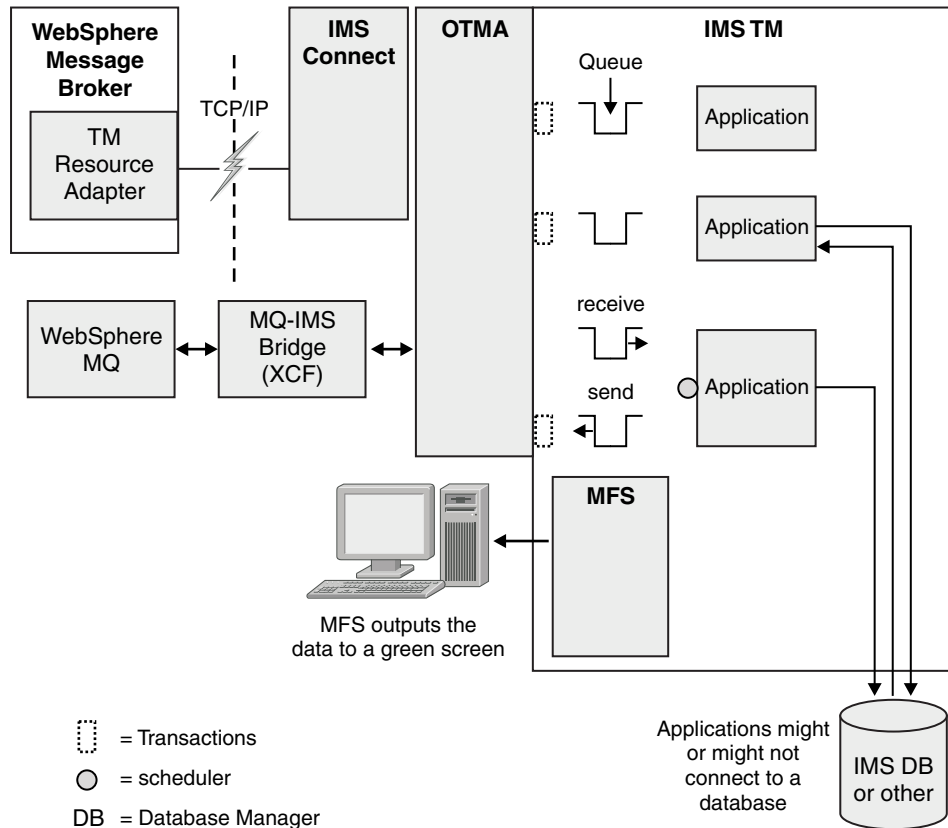 WebSphere
Message
Broker
TM
Resource
Adapter
TCP/IP
IMS
Connect
OTMA
IMS TM
Queue
Application
Application
receive
send
Application
WebSphere
MQ
MQ-IMS
Bridge
(XCF)
MFS
MFS outputs the
data to a green screen
= Transactions
= scheduler
DB = Database Manager
Applications might
or might not
connect to a
database
IMS DB
or other